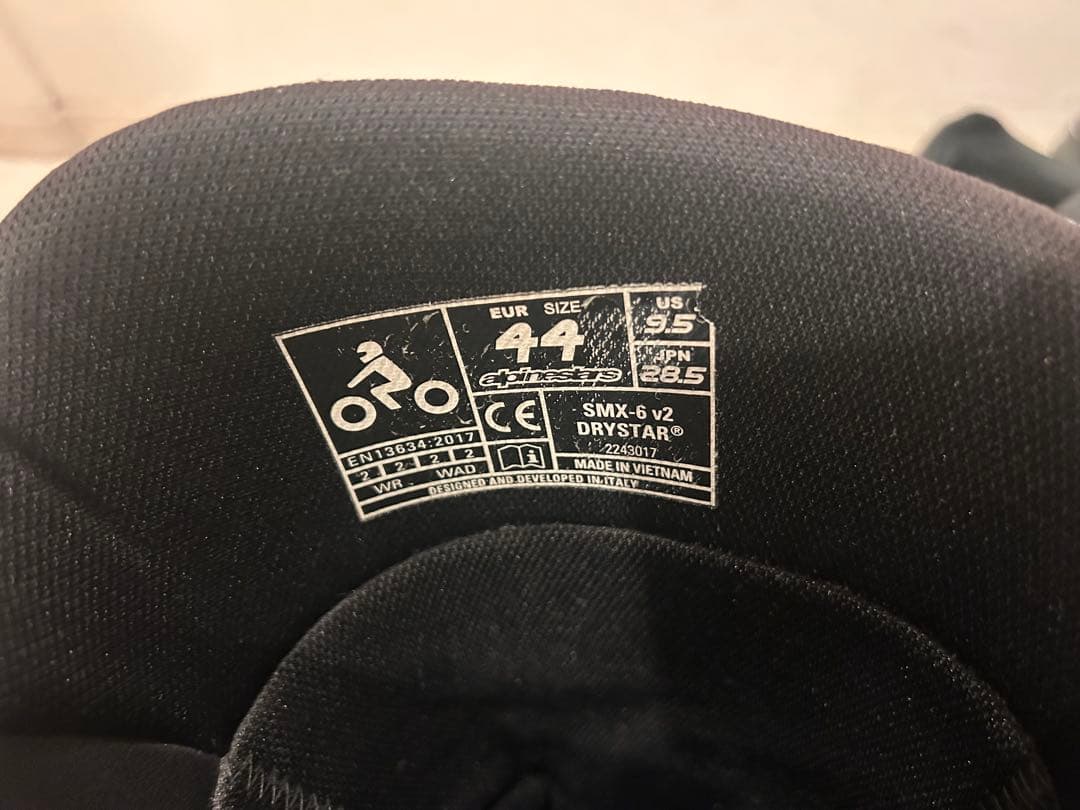 EUR SIZE
44
alpinestars
US
9.5
JPN
28.5
CE
SMX-6 v2
DRYSTAR®
2243017
EN13634:2017
2 2 2 2
WR WAD
i
MADE IN VIETNAM
DESIGNED AND DEVELOPED IN ITALY